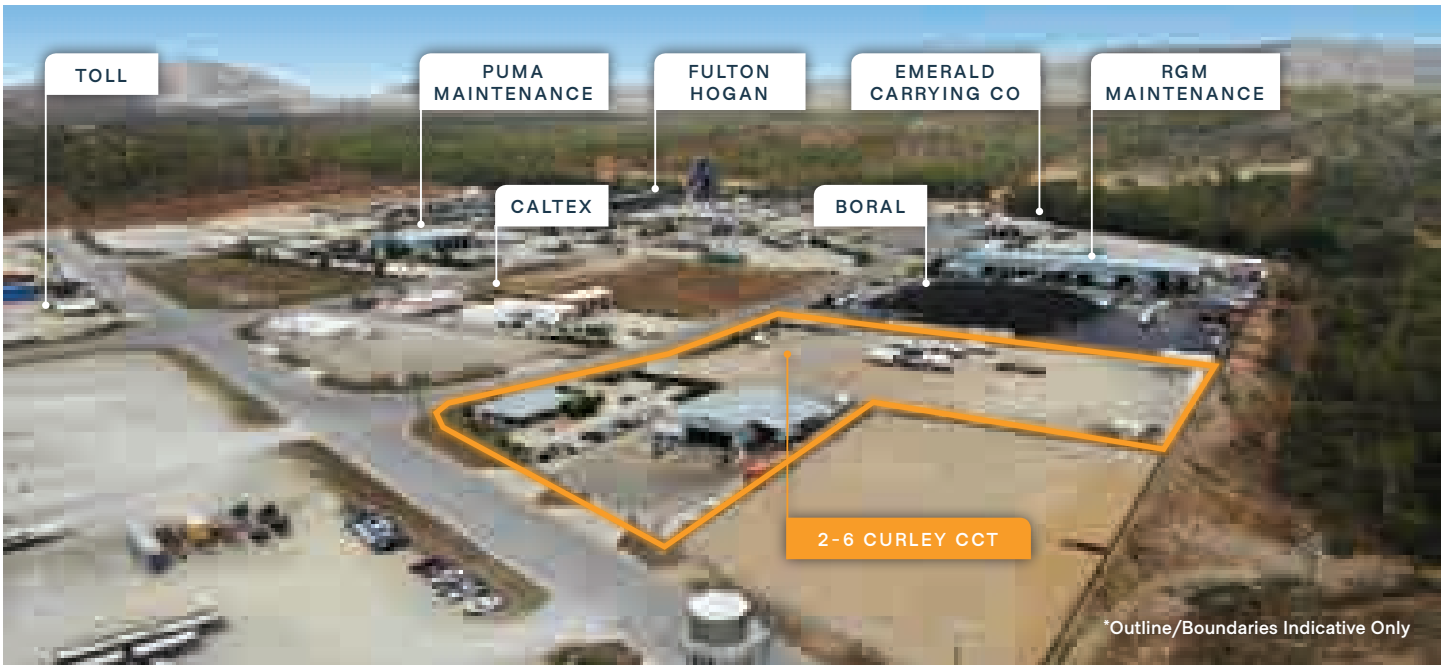 TOLL
PUMA
MAINTENANCE
FULTON
HOGAN
EMERALD
CARRYING CO
RGM
MAINTENANCE
CALTEX
BORAL
2-6 CURLEY CCT
*Outline/Boundaries Indicative Only